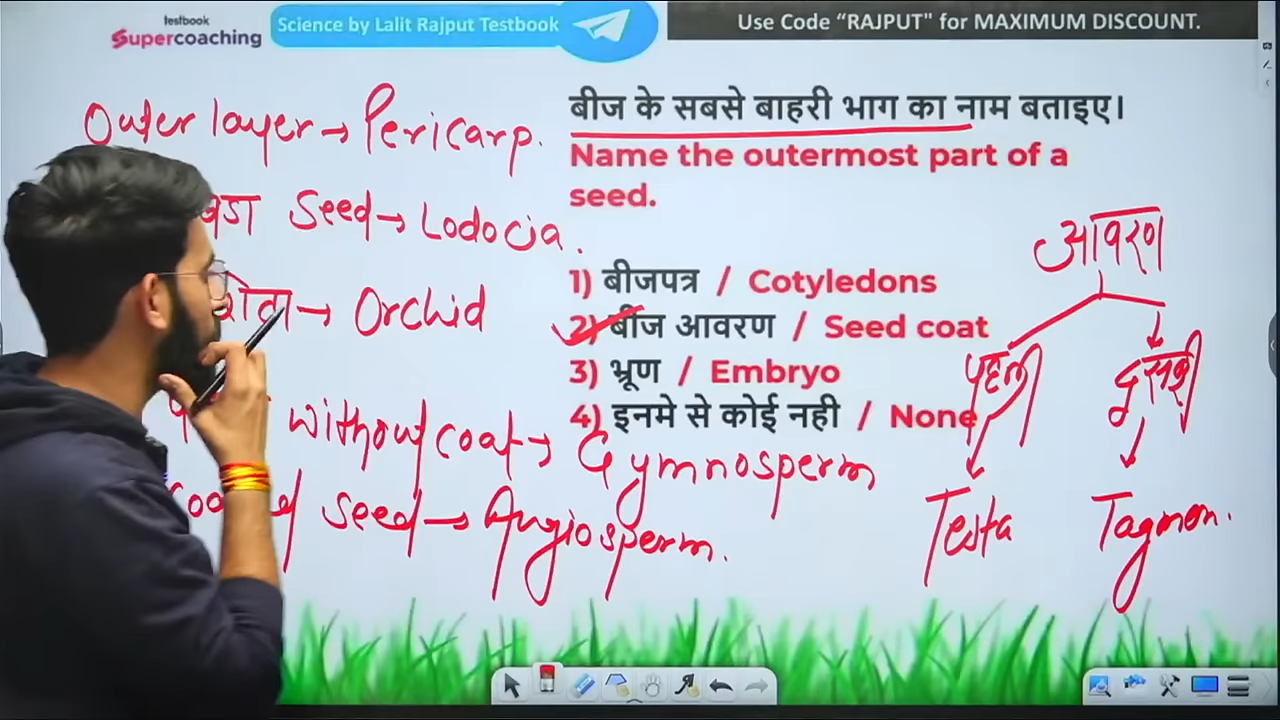 testbook
Supercoaching
Science by Lalit Rajput Testbook
Use Code “RAJPUT" for MAXIMUM DISCOUNT.
बीज के सबसे बाहरी भाग का नाम बताइए।
Name the outermost part of a
seed.
1) बीजपत्र / Cotyledons
2) बीज आवरण / Seed coat
3) भ्रूण / Embryo
4) इनमे से कोई नही / None
Outer layer → Pericarp.
Seed → Lodocia.
→ Orchid
without coat → Gymnosperm
seed → Angiosperm.
आवरण
पहली
दूसरी
Testa
Tagmen.